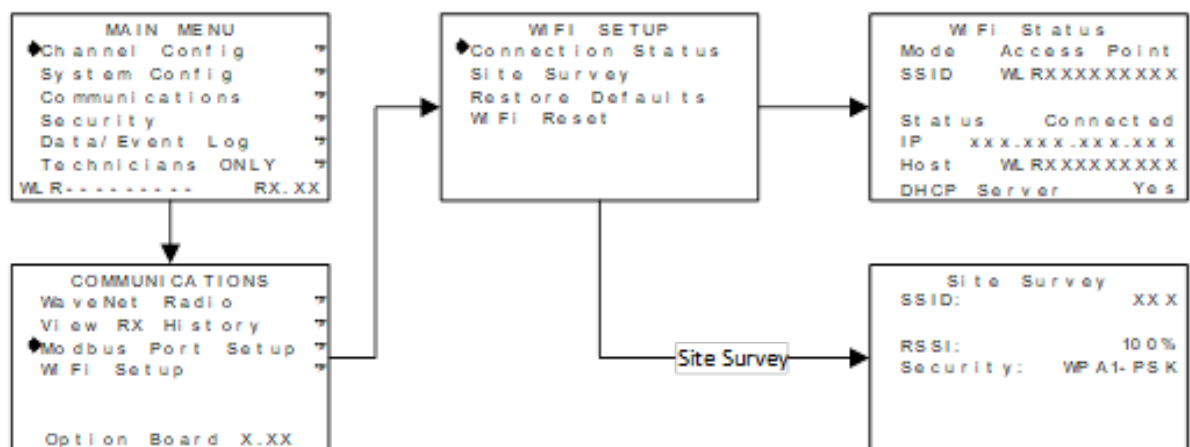 MAIN MENU
Channel Config
System Config
Communications
Security
Data/Event Log
Technicians ONLY
WLR--------- RX.XX
COMMUNICATIONS
WaveNet Radio
View RX History
Modbus Port Setup
WiFi Setup
Option Board X.XX
WIFI SETUP
Connection Status
Site Survey
Restore Defaults
WiFi Reset
WiFi Status
Mode Access Point
SSID WLRXXXXXXXXX
Status Connected
IP xxx.xxx.xxx.xxx
Host WLRXXXXXXXXX
DHCP Server Yes
Site Survey
Site Survey
SSID: XXX
RSSI: 100%
Security: WPA1-PSK